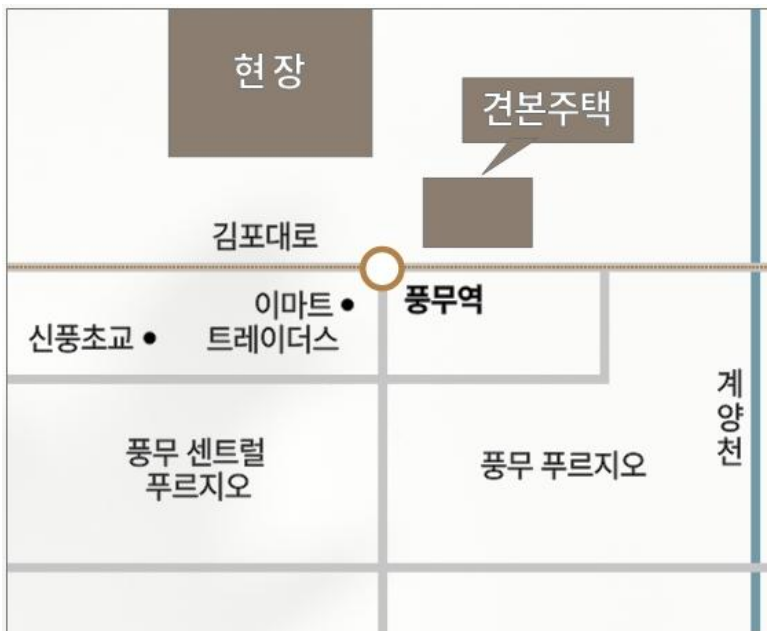 현 장
견본주택
김포대로
이마트
트레이더스
풍무역
신풍초교
계
양
천
풍무 센트럴
푸르지오
풍무 푸르지오